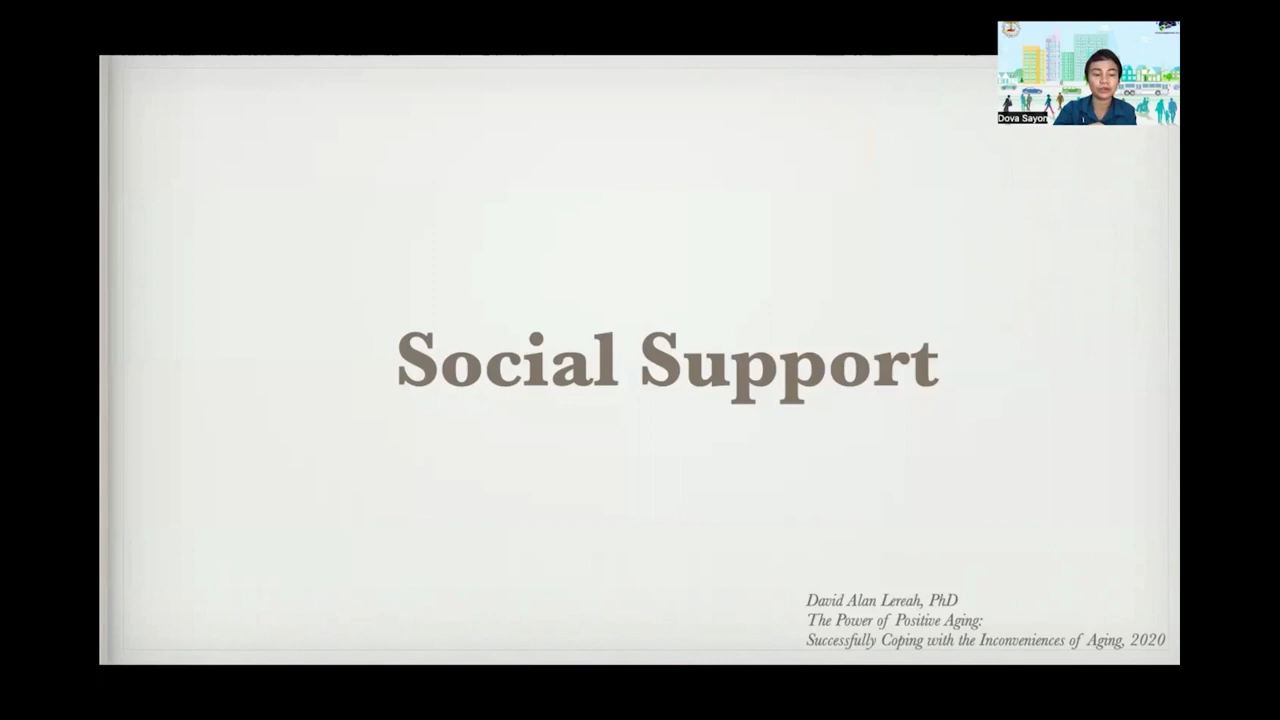 Dova Sayon
Social Support
David Alan Lereah, PhD
The Power of Positive Aging:
Successfully Coping with the Inconveniences of Aging, 2020